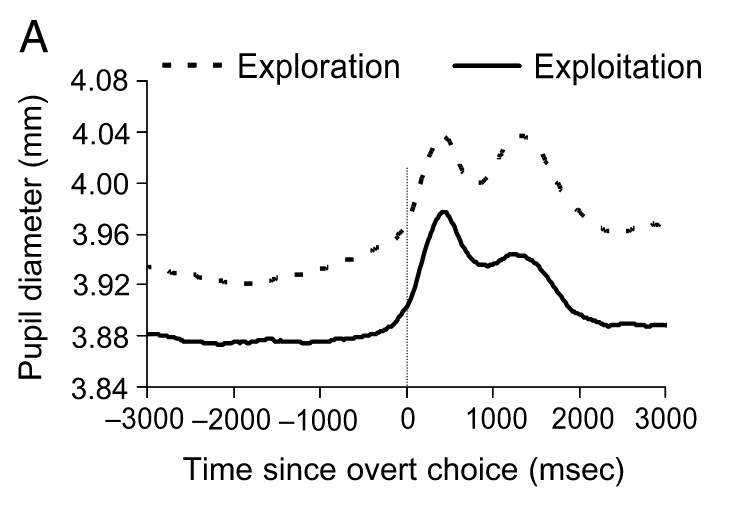 A
Exploration Exploitation
4.08
4.04
4.00
3.96
3.92
3.88
3.84
Pupil diameter (mm)
–3000 –2000 –1000 0 1000 2000 3000
Time since overt choice (msec)